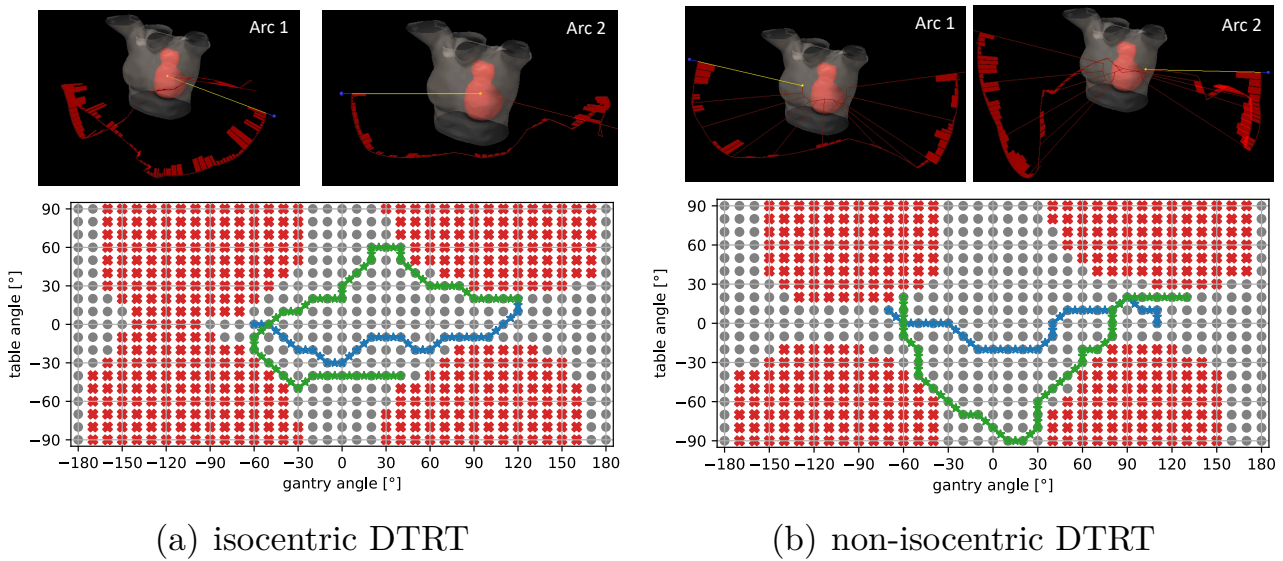 Arc 1
Arc 2
Arc 1
Arc 2
90
60
30
0
−30
−60
−90
table angle [°]
−180 −150 −120 −90 −60 −30 0 30 60 90 120 150 180
gantry angle [°]
90
60
30
0
−30
−60
−90
table angle [°]
−180 −150 −120 −90 −60 −30 0 30 60 90 120 150 180
gantry angle [°]
(a) isocentric DTRT
(b) non-isocentric DTRT